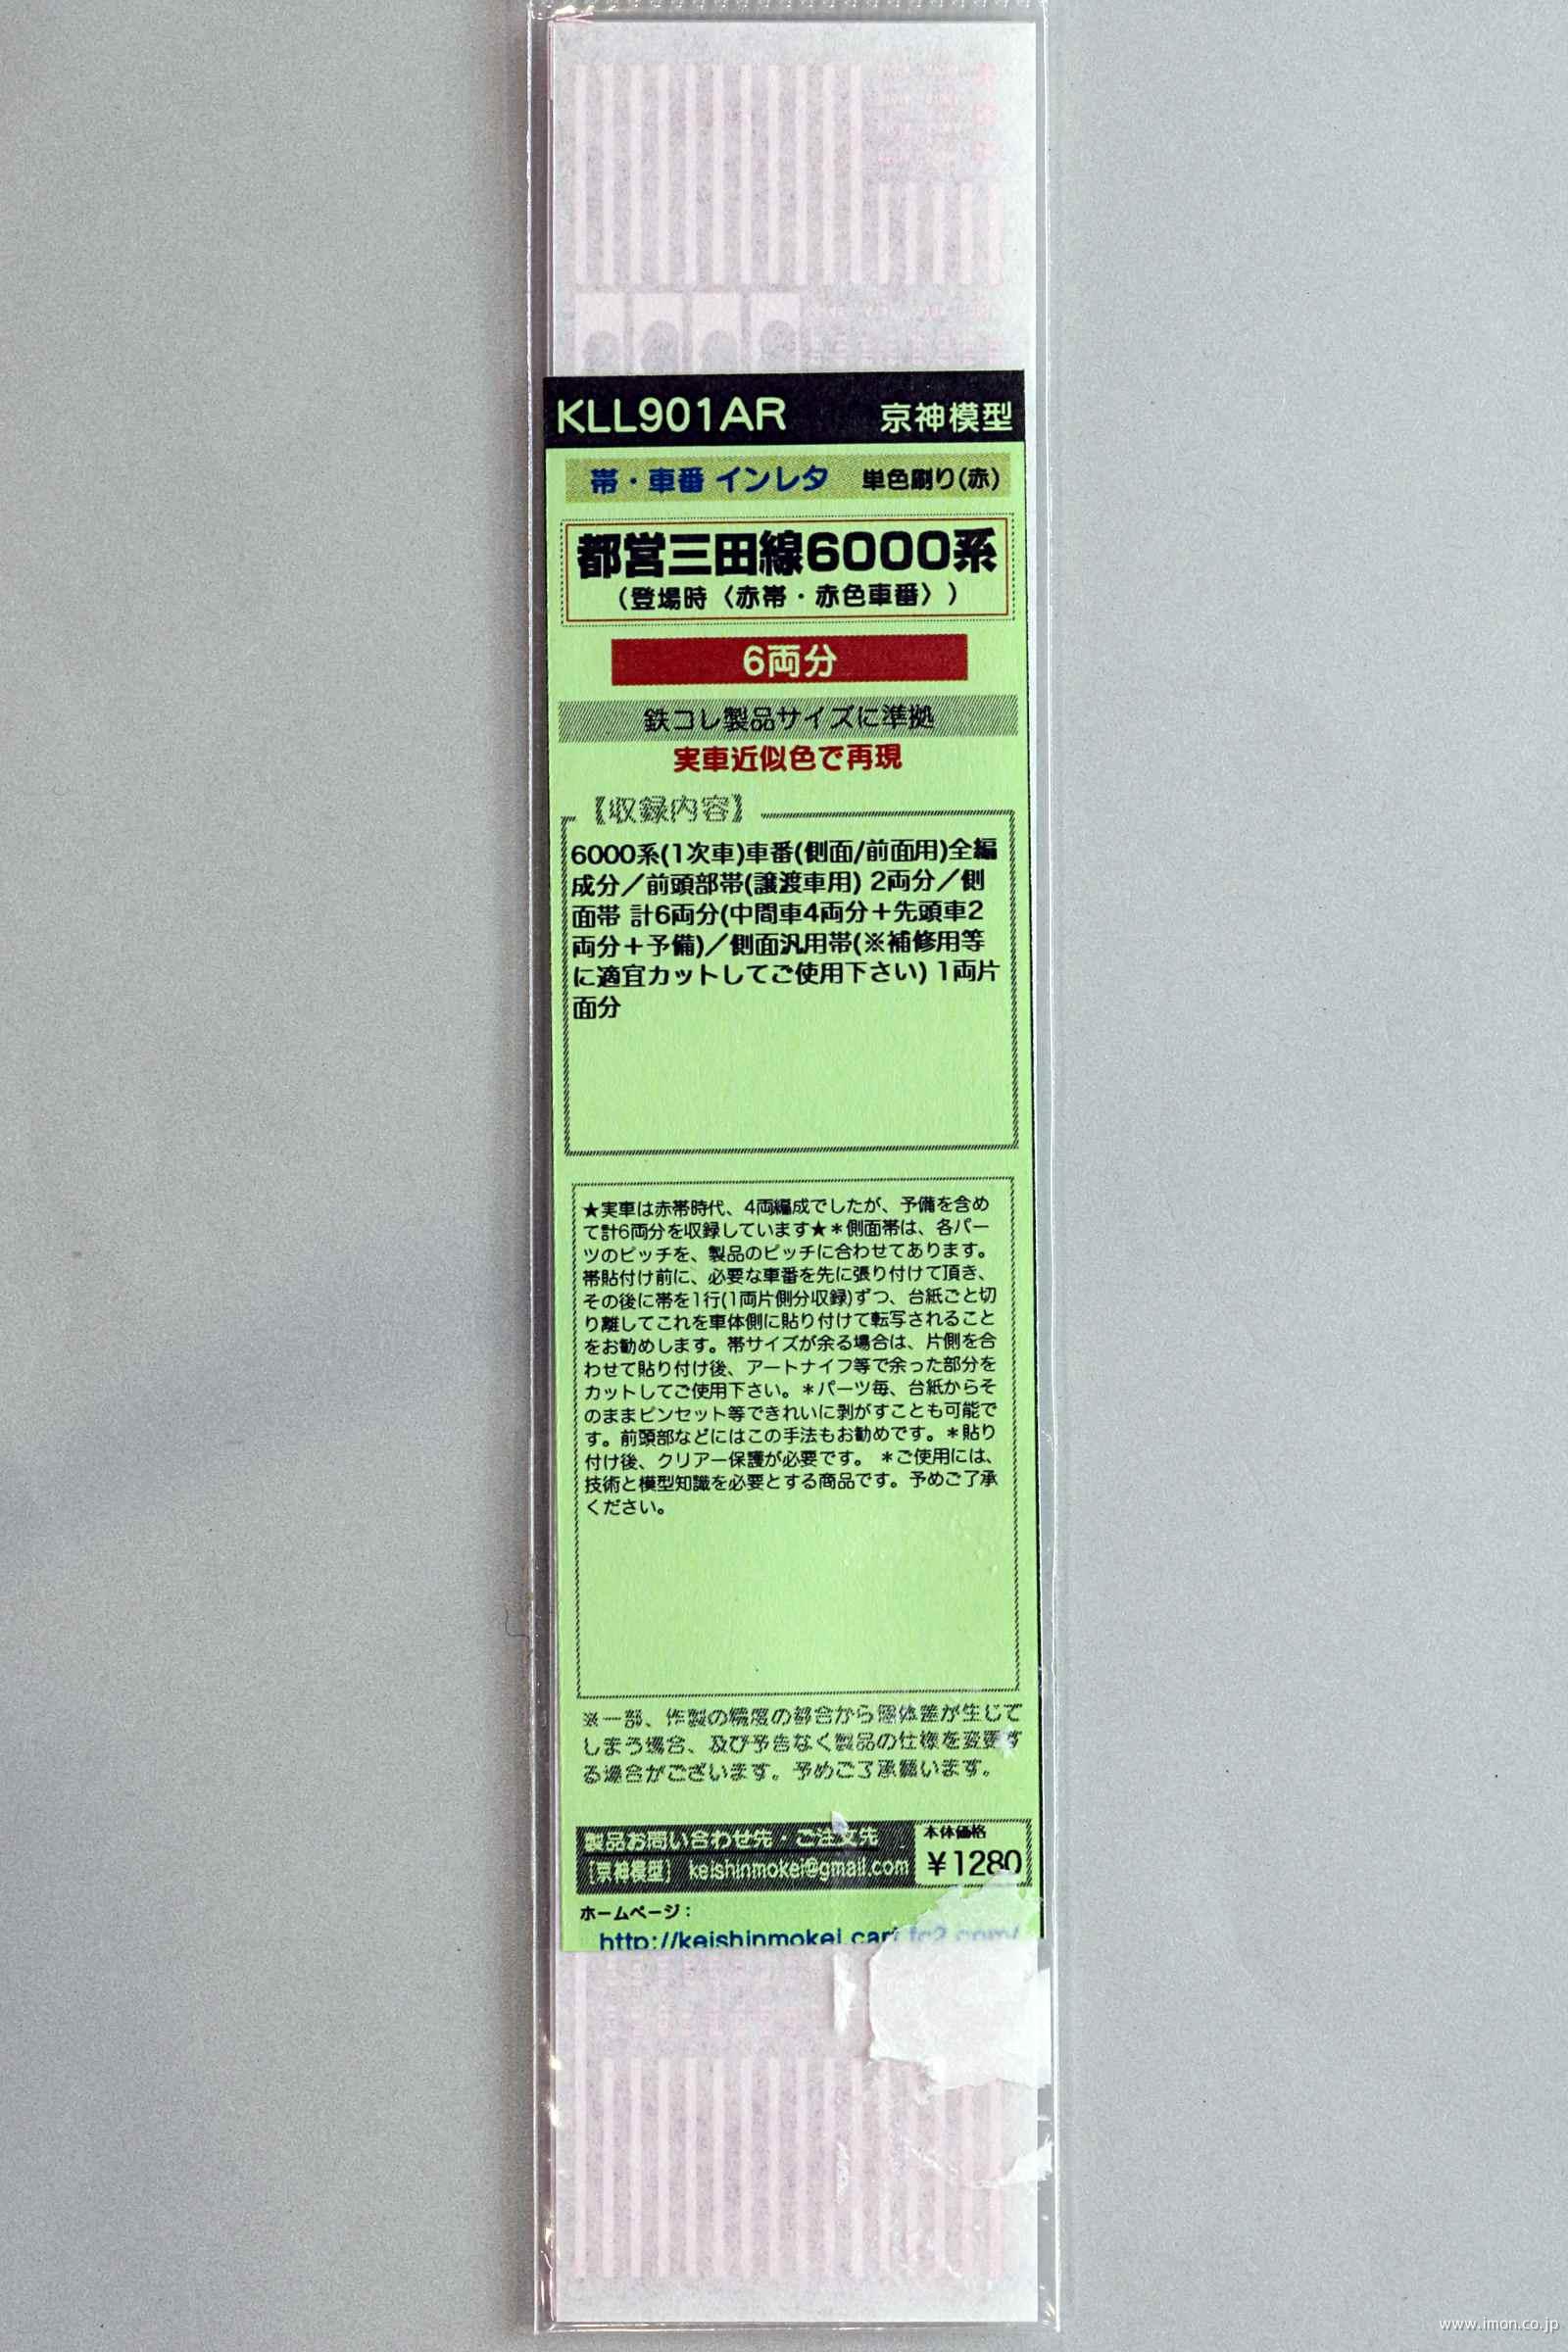 KLL901AR 京神模型
帯・車番 インレタ 単色刷り(赤)
都営三田線6000系
（登場時〈赤帯・赤色車番〉）
6両分
鉄コレ製品サイズに準拠
実車近似色で再現
【収録内容】
6000系(1次車)車番(側面/前面用)全編
成分／前頭部帯(譲渡車用) 2両分／側
面帯 計6両分(中間車4両分＋先頭車2
両分＋予備)／側面汎用帯(※補修用等
に適宜カットしてご使用下さい) 1両片
面分
★実車は赤帯時代、4両編成でしたが、予備を含め
て計6両分を収録しています★＊側面帯は、各パー
ツのピッチを、製品のピッチに合わせてあります。
帯貼付け前に、必要な車番を先に張り付けて頂き、
その後に帯を1行(1両片側分収録)ずつ、台紙ごと切
り離してこれを車体側に貼り付けて転写されること
をお勧めします。帯サイズが余る場合は、片側を合
わせて貼り付け後、アートナイフ等で余った部分を
カットしてご使用下さい。＊パーツ毎、台紙からそ
のままピンセット等できれいに剥がすことも可能で
す。前頭部などにはこの手法もお勧めです。＊貼り
付け後、クリアー保護が必要です。 ＊ご使用には、
技術と模型知識を必要とする商品です。予めご了承
ください。
※一部、作製の精度の都合から個体差が生じて
しまう場合、及び予告なく製品の仕様を変更す
る場合がございます。予めご了承願います。
製品お問い合わせ先・ご注文先
［京神模型］ keishinmokei@gmail.com
本体価格
￥1280
ホームページ：
http://keishinmokei.cart.fc2.com/
www.imon.co.jp